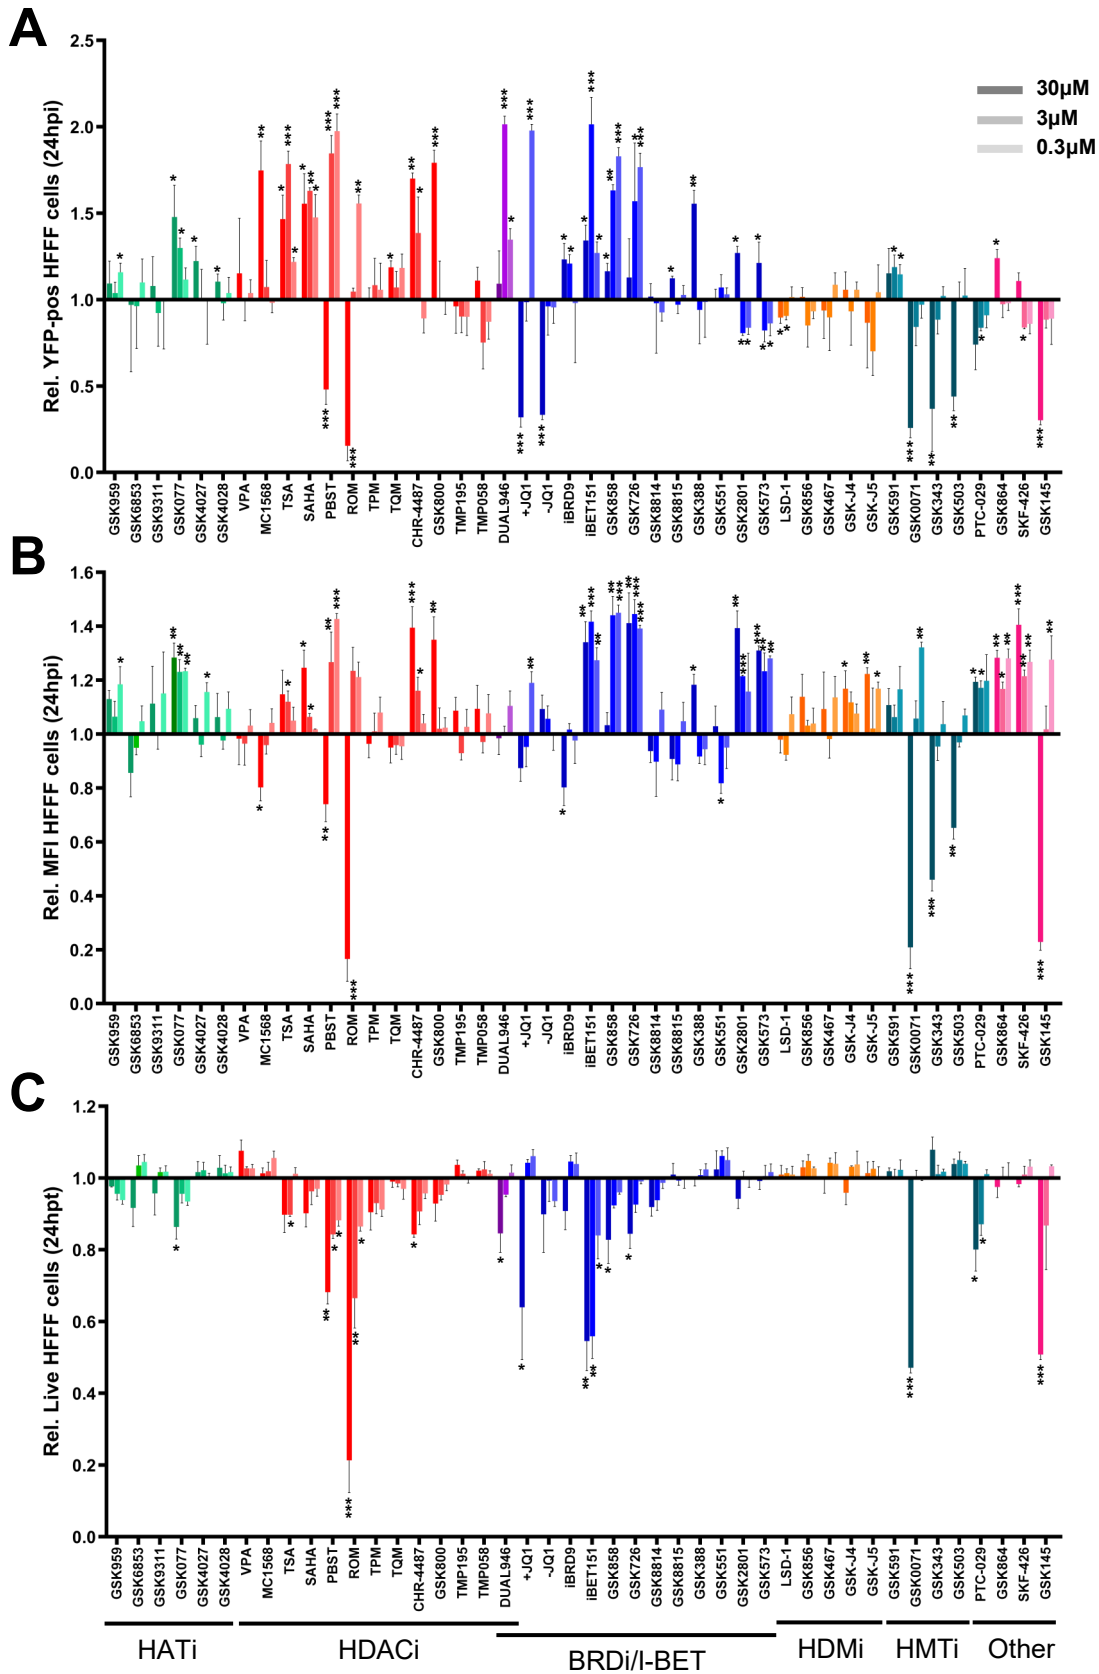 A
Rel. YFP-pos HFFF cells (24hpi)
2.5
2.0
1.5
1.0
0.5
0.0
30µM
3µM
0.3µM
GSK959
GSK6853
GSK9311
GSK077
GSK4027
GSK4028
VPA
MC1568
TSA
SAHA
PBST
ROM
TPM
TQM
CHR-4487
GSK800
TMP195
TMP058
DUAL946
+JQ1
-JQ1
iBRD9
iBET151
GSK858
GSK726
GSK8814
GSK8815
GSK388
GSK551
GSK2801
GSK573
LSD-1
GSK856
GSK467
GSK-J4
GSK-J5
GSK591
GSK0071
GSK343
GSK503
PTC-029
GSK864
SKF-426
GSK145
B
Rel. MFI HFFF cells (24hpi)
1.6
1.4
1.2
1.0
0.8
0.6
0.4
0.2
0.0
GSK959
GSK6853
GSK9311
GSK077
GSK4027
GSK4028
VPA
MC1568
TSA
SAHA
PBST
ROM
TPM
TQM
CHR-4487
GSK800
TMP195
TMP058
DUAL946
+JQ1
-JQ1
iBRD9
iBET151
GSK858
GSK726
GSK8814
GSK8815
GSK388
GSK551
GSK2801
GSK573
LSD-1
GSK856
GSK467
GSK-J4
GSK-J5
GSK591
GSK0071
GSK343
GSK503
PTC-029
GSK864
SKF-426
GSK145
C
Rel. Live HFFF cells (24hpt)
1.2
1.0
0.8
0.6
0.4
0.2
0.0
GSK959
GSK6853
GSK9311
GSK077
GSK4027
GSK4028
VPA
MC1568
TSA
SAHA
PBST
ROM
TPM
TQM
CHR-4487
GSK800
TMP195
TMP058
DUAL946
+JQ1
-JQ1
iBRD9
iBET151
GSK858
GSK726
GSK8814
GSK8815
GSK388
GSK551
GSK2801
GSK573
LSD-1
GSK856
GSK467
GSK-J4
GSK-J5
GSK591
GSK0071
GSK343
GSK503
PTC-029
GSK864
SKF-426
GSK145
HATi
HDACi
BRDi/I-BET
HDMi
HMTi
Other